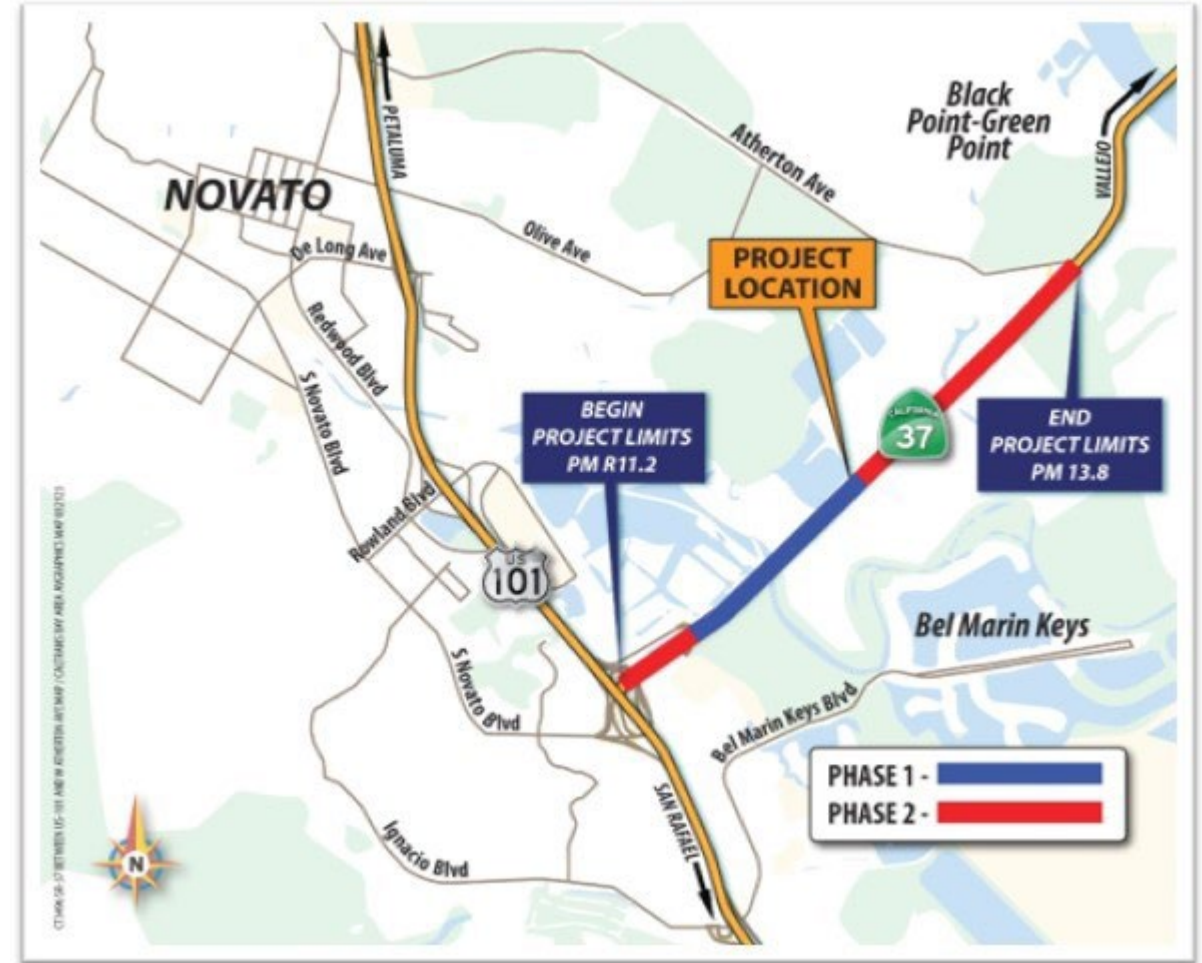 PETALUMA
Black
Point-Green
Point
VALLEJO
Atherton Ave
NOVATO
Olive Ave
De Long Ave
PROJECT
LOCATION
Redwood Blvd
S Novato Blvd
BEGIN
PROJECT LIMITS
PM R11.2
CALIFORNIA
37
END
PROJECT LIMITS
PM 13.8
Rowland Blvd
US
101
Bel Marin Keys
S Novato Blvd
Bel Marin Keys Blvd
SAN RAFAEL
PHASE 1 -
PHASE 2 -
Ignacio Blvd
N